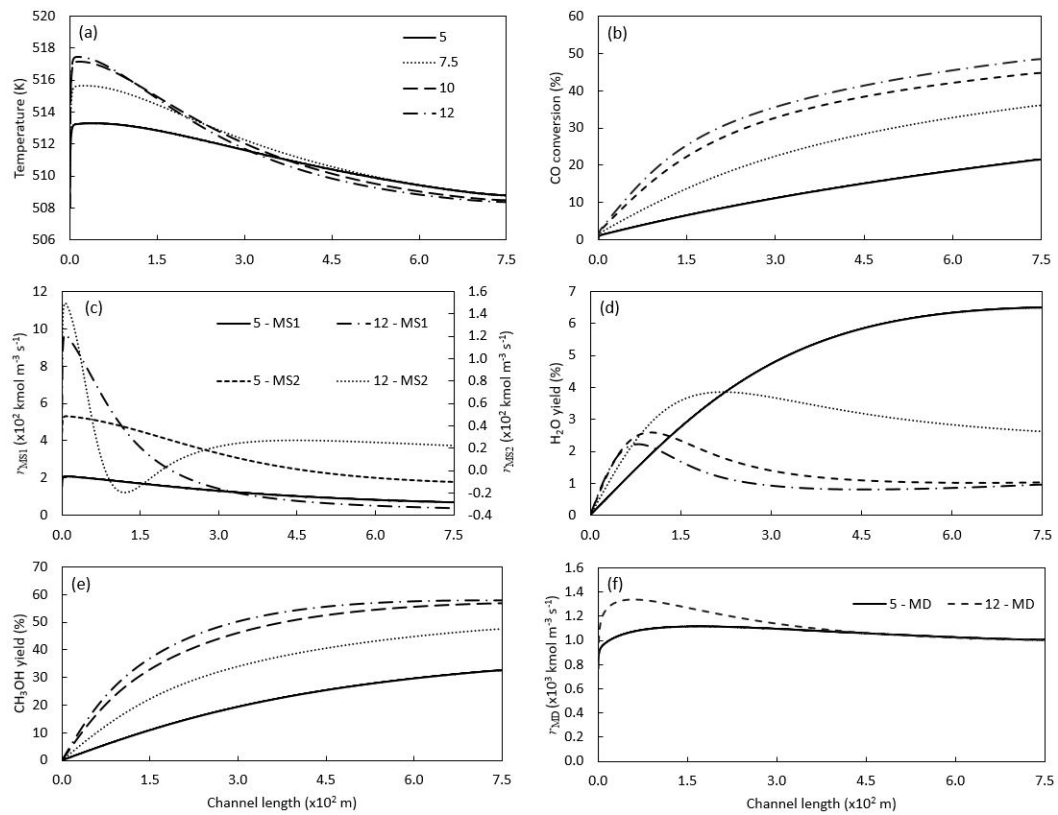 (a)
520
518
516
514
512
510
508
506
Temperature (K)
5
7.5
10
12
0.0 1.5 3.0 4.5 6.0 7.5
(b)
60
50
40
30
20
10
0
CO conversion (%)
0.0 1.5 3.0 4.5 6.0 7.5
(c)
12
10
8
6
4
2
0
r_MS1 (x10² kmol m⁻³ s⁻¹)
5 - MS1
12 - MS1
5 - MS2
12 - MS2
1.6
1.4
1.2
1.0
0.8
0.6
0.4
0.2
0.0
-0.2
-0.4
r_MS2 (x10² kmol m⁻³ s⁻¹)
0.0 1.5 3.0 4.5 6.0 7.5
(d)
7
6
5
4
3
2
1
0
H₂O yield (%)
0.0 1.5 3.0 4.5 6.0 7.5
(e)
70
60
50
40
30
20
10
0
CH₃OH yield (%)
0.0 1.5 3.0 4.5 6.0 7.5
Channel length (x10² m)
(f)
1.6
1.4
1.2
1.0
0.8
0.6
0.4
0.2
0.0
r_MD (x10³ kmol m⁻³ s⁻¹)
5 - MD
12 - MD
0.0 1.5 3.0 4.5 6.0 7.5
Channel length (x10² m)